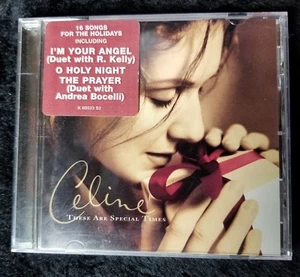 16 SONGS
FOR THE HOLIDAYS
INCLUDING
I'M YOUR ANGEL
(Duet with R. Kelly)
O HOLY NIGHT
THE PRAYER
(Duet with
Andrea Bocelli)
Celine
THESE ARE SPECIAL TIMES